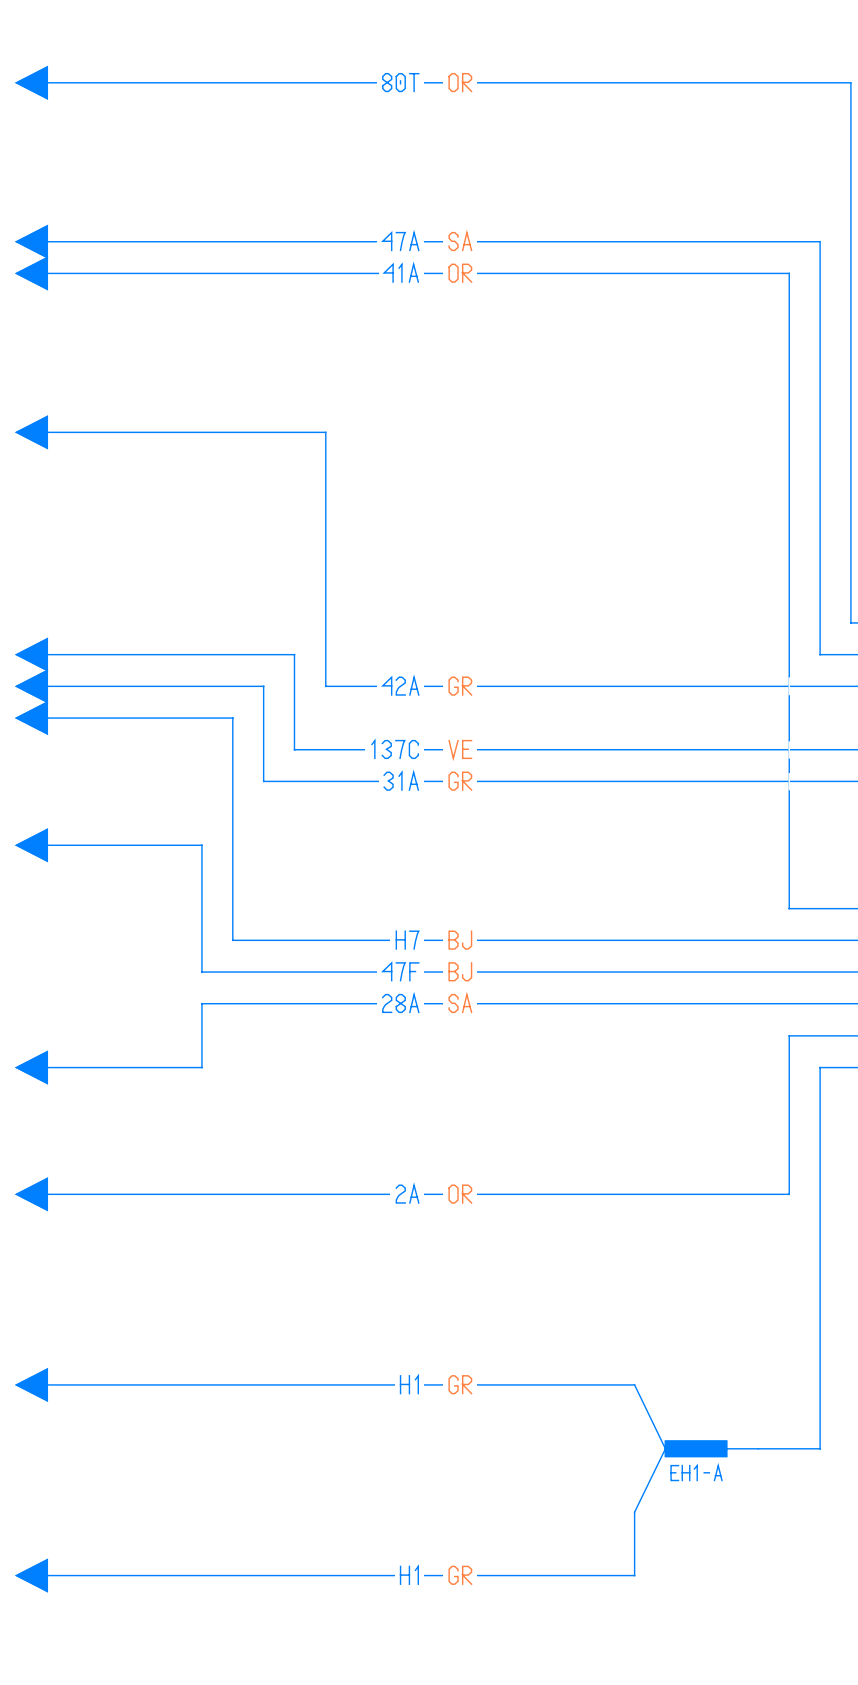 80T OR
47A SA
41A OR
42A GR
137C VE
31A GR
H7 BJ
47F BJ
28A SA
2A OR
H1 GR
EH1-A
H1 GR